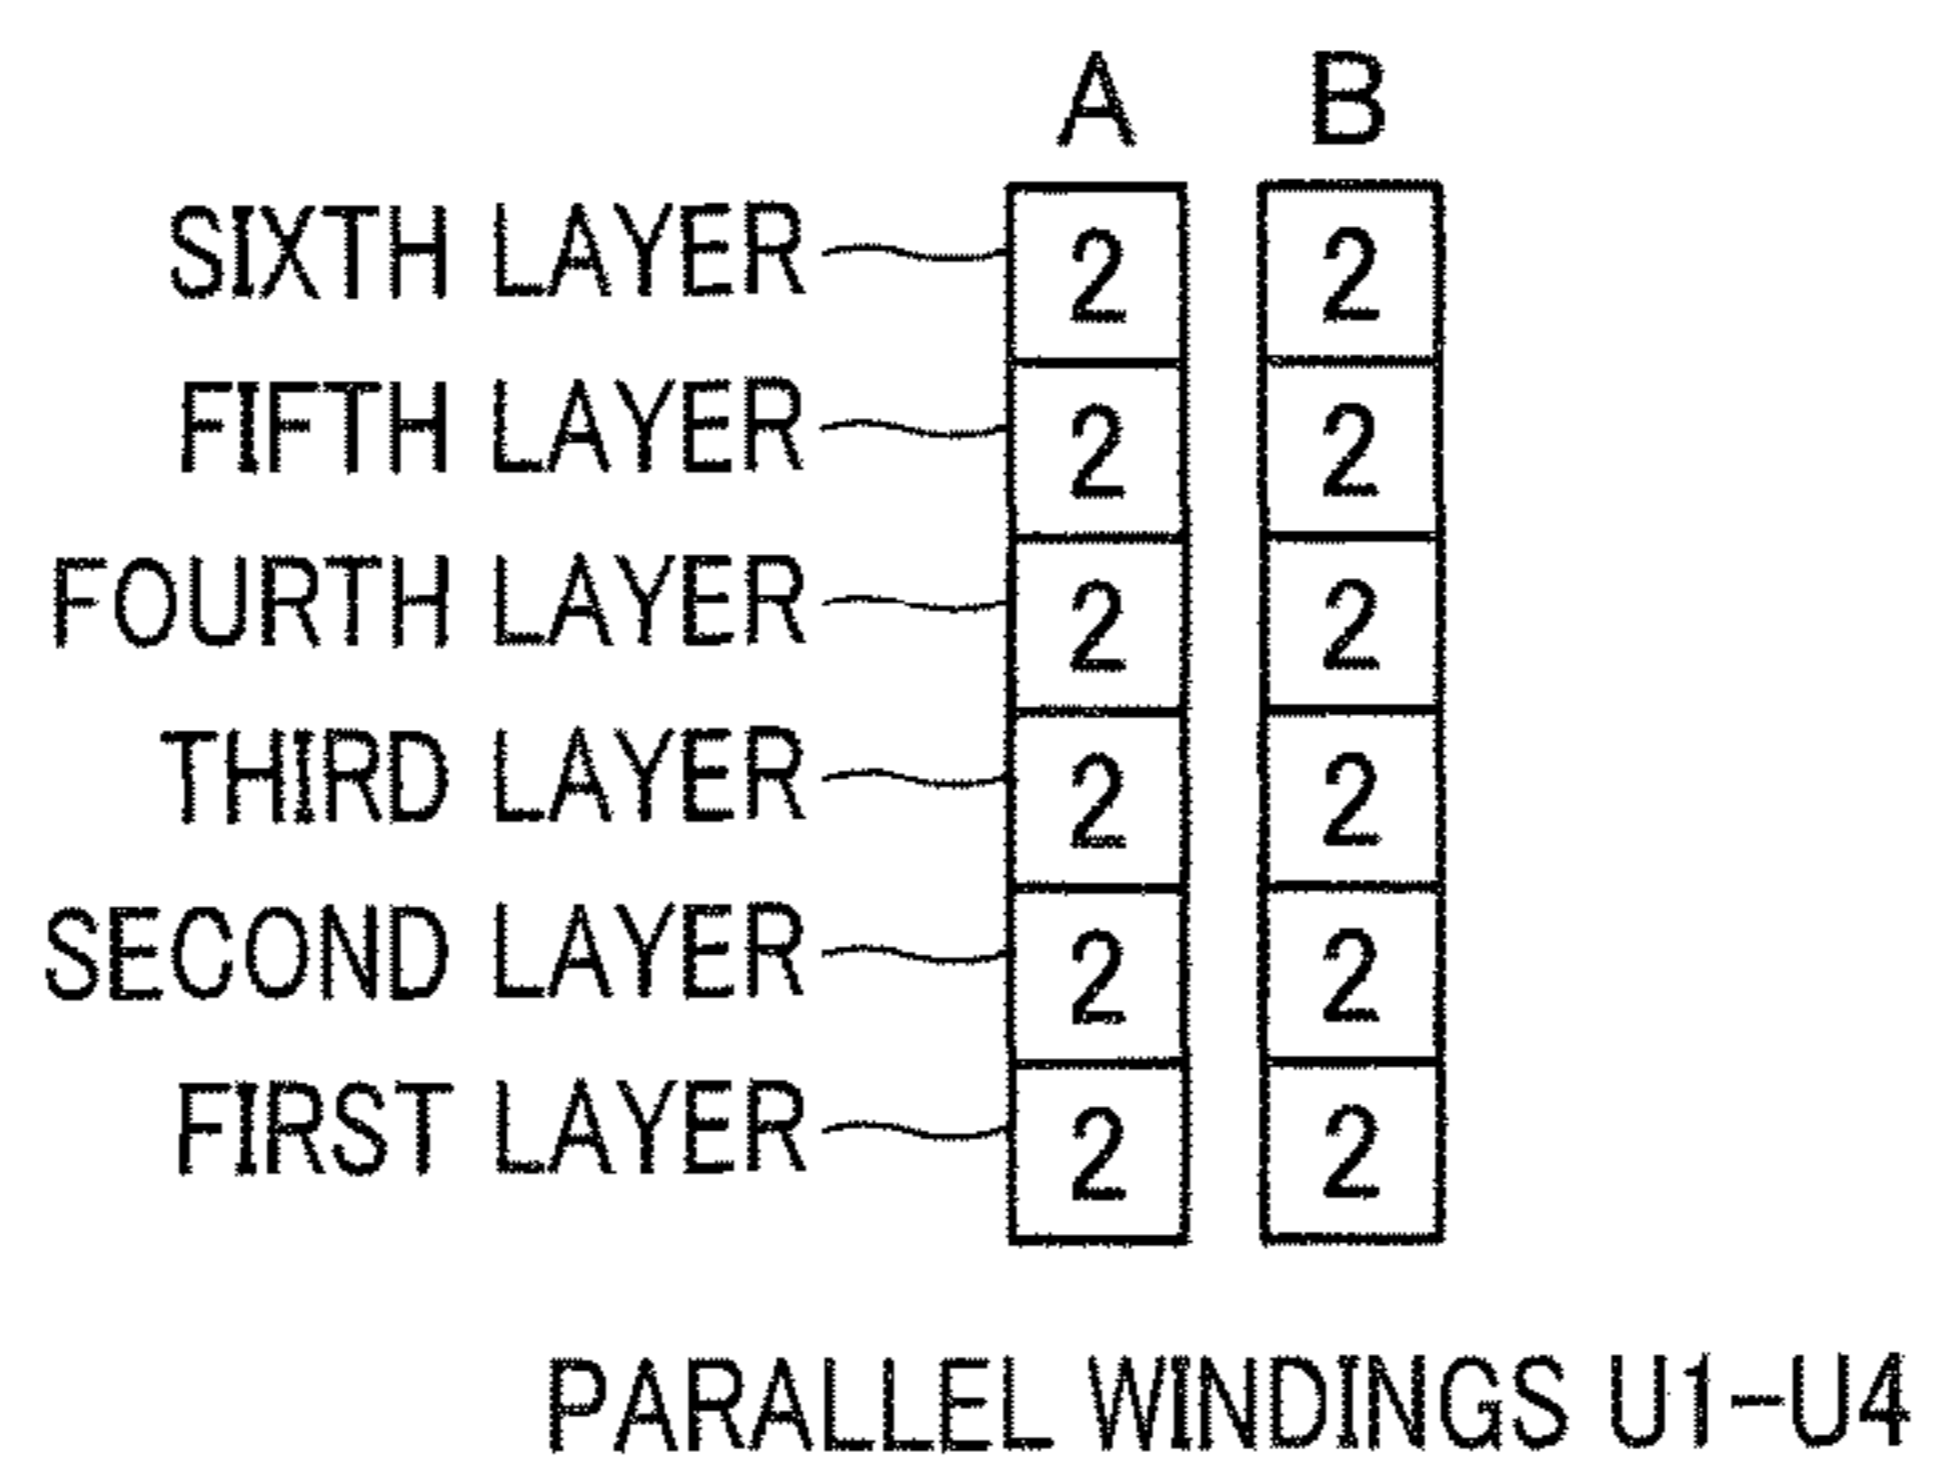 A B
SIXTH LAYER 2 2
FIFTH LAYER 2 2
FOURTH LAYER 2 2
THIRD LAYER 2 2
SECOND LAYER 2 2
FIRST LAYER 2 2
PARALLEL WINDINGS U1-U4